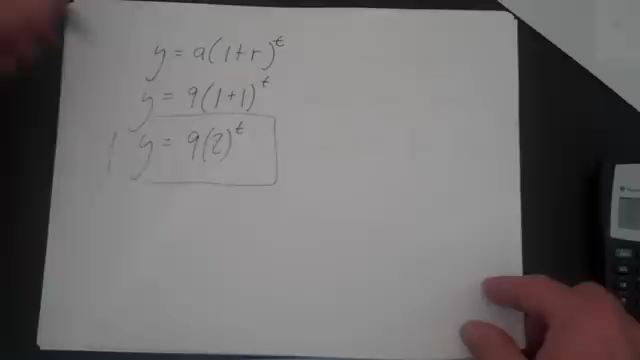 y = a(1+r)^t
y = 9(1+1)^t
y = 9(2)^t